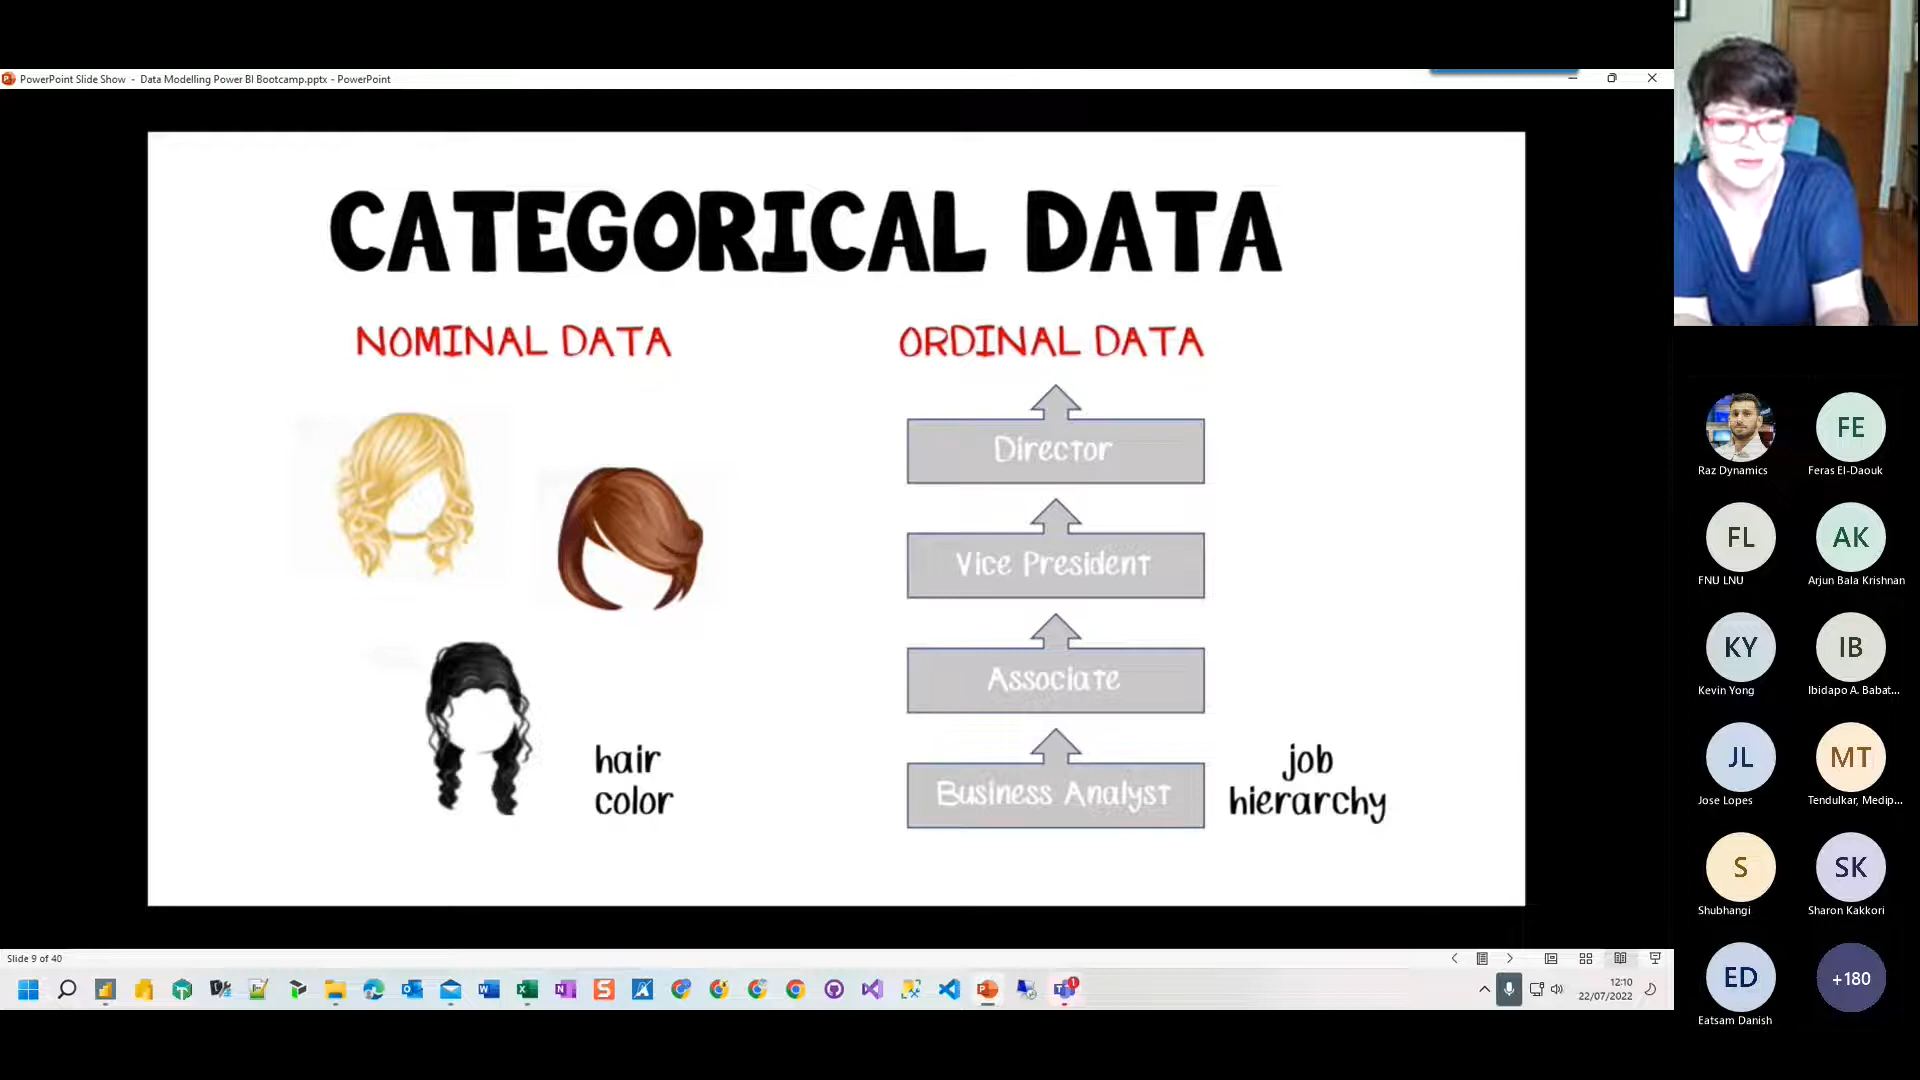 PowerPoint Slide Show - Data Modelling Power BI Bootcamp.pptx - PowerPoint
CATEGORICAL DATA
NOMINAL DATA
ORDINAL DATA
Director
Vice President
Associate
Business Analyst
hair
color
job
hierarchy
Slide 9 of 40
12:10
22/07/2022
1
FE
Raz Dynamics
Feras El-Daouk
FL
AK
FNU LNU
Arjun Bala Krishnan
KY
IB
Kevin Yong
Ibidapo A. Babat...
JL
MT
Jose Lopes
Tendulkar, Medip...
S
SK
Shubhangi
Sharon Kakkori
ED
+180
Eatsam Danish